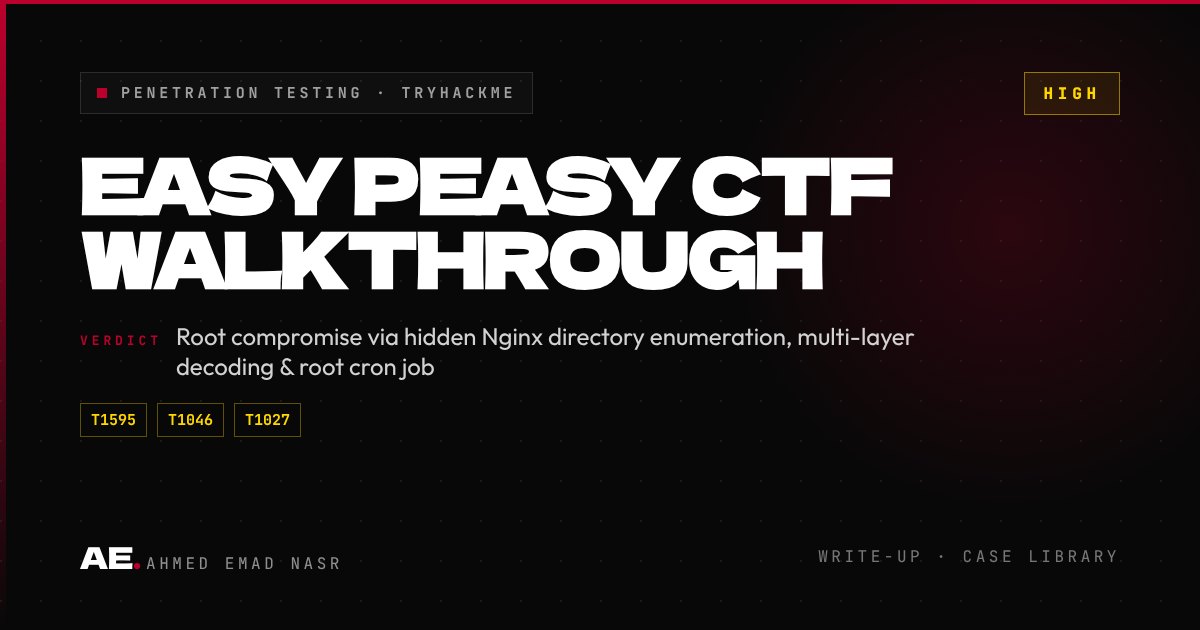 PENETRATION TESTING · TRYHACKME
HIGH
EASY PEASY CTF
WALKTHROUGH
VERDICT Root compromise via hidden Nginx directory enumeration, multi-layer
decoding & root cron job
T1595 T1046 T1027
AE. AHMED EMAD NASR
WRITE-UP · CASE LIBRARY